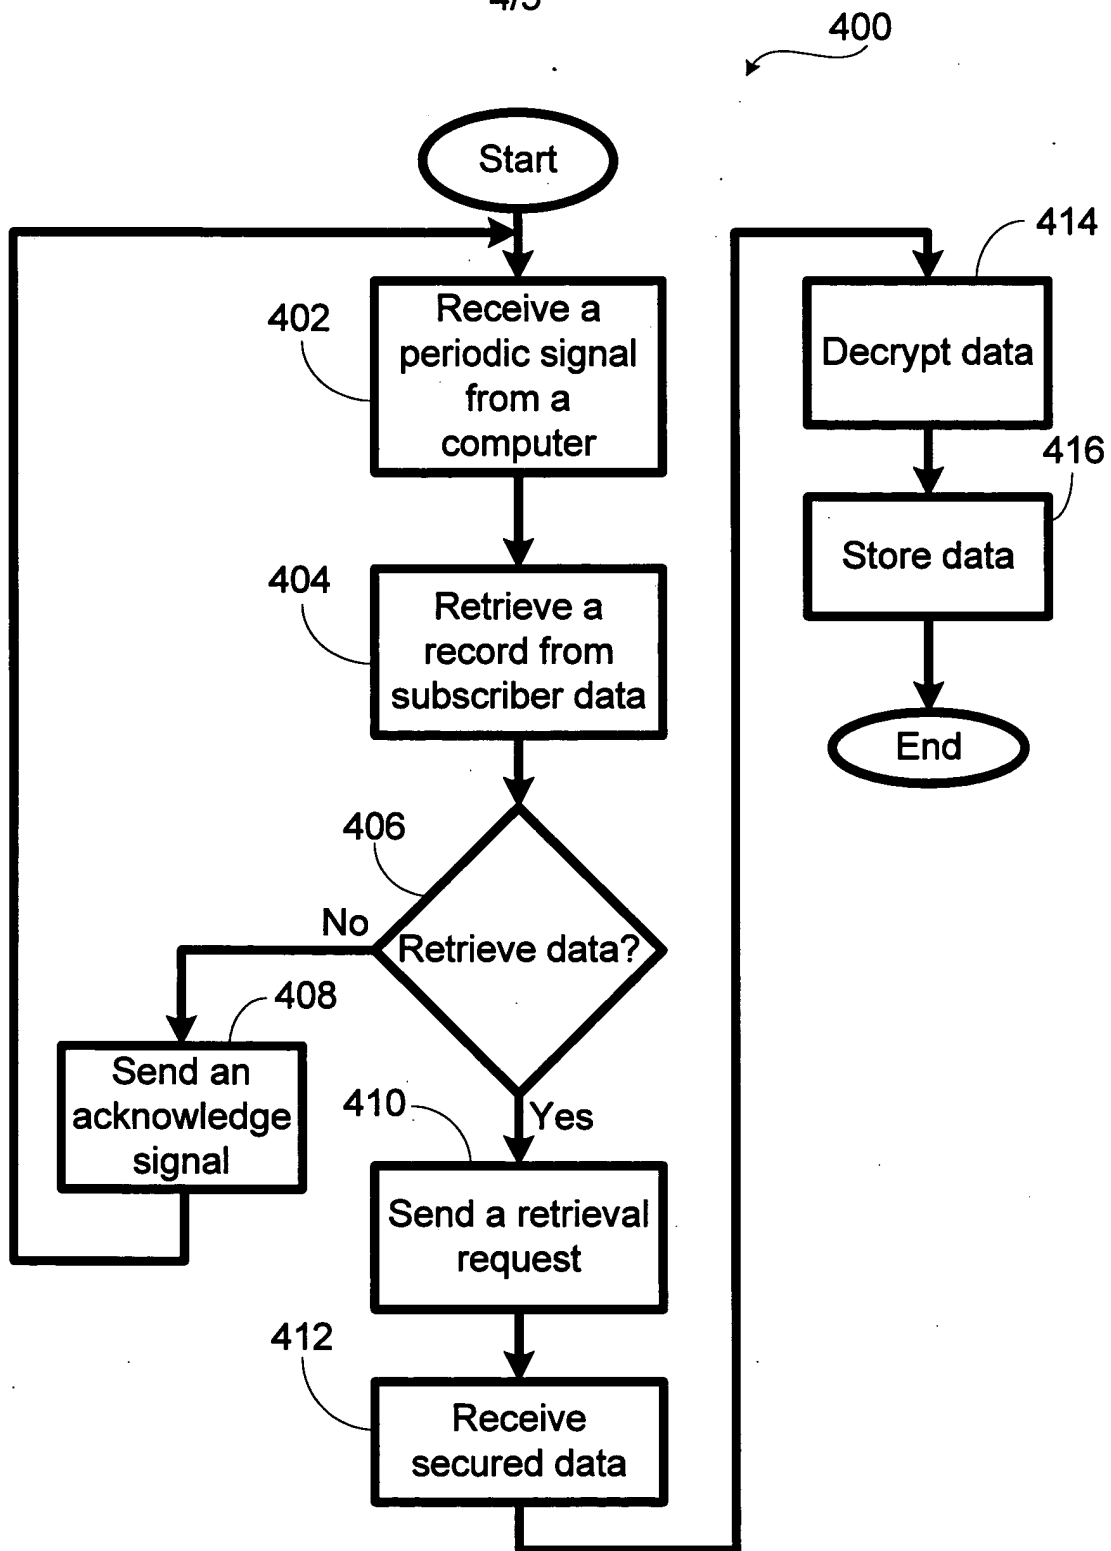 4/5
400
Start
402
Receive a
periodic signal
from a
computer
404
Retrieve a
record from
subscriber data
406
Retrieve data?
No
408
Send an
acknowledge
signal
Yes
410
Send a retrieval
request
412
Receive
secured data
414
Decrypt data
416
Store data
End